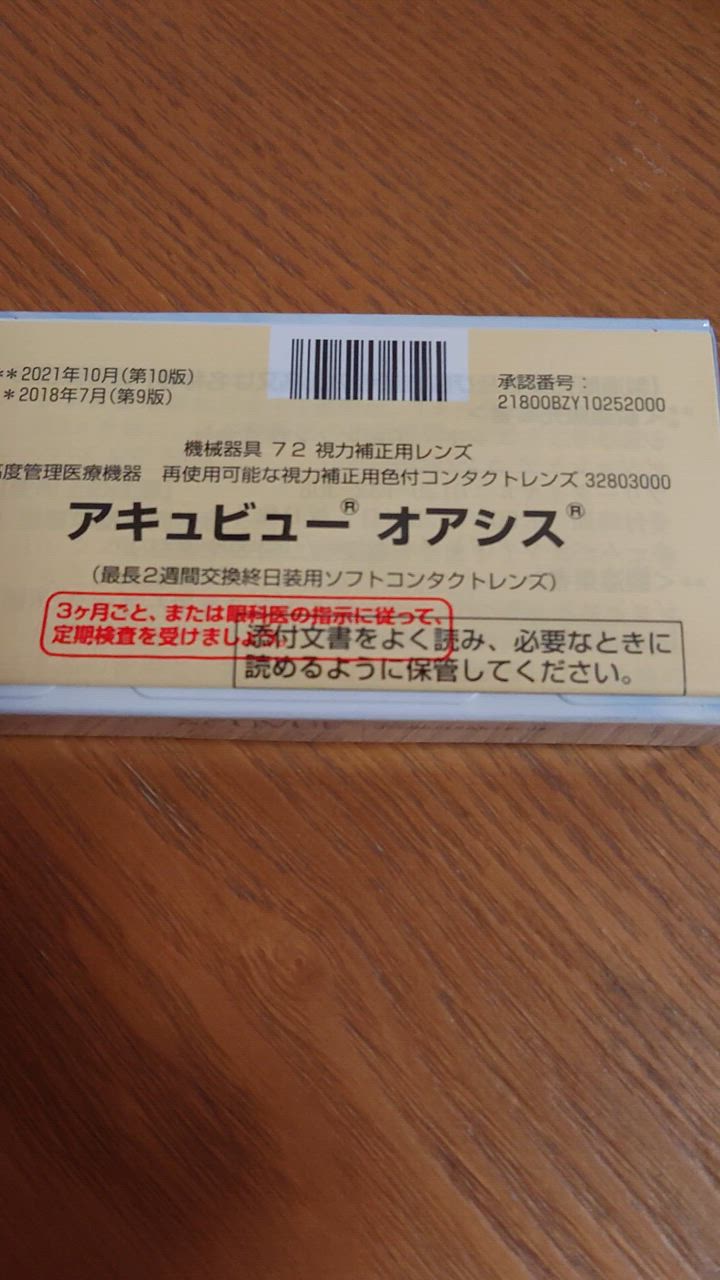 **2021年10月(第10版)
*2018年7月(第9版)
承認番号：
21800BZY10252000
機械器具 72 視力補正用レンズ
高度管理医療機器 再使用可能な視力補正用色付コンタクトレンズ 32803000
アキュビュー® オアシス®
(最長2週間交換終日装用ソフトコンタクトレンズ)
3ヶ月ごと、または眼科医の指示に従って、
定期検査を受けましょう。
添付文書をよく読み、必要なときに
読めるように保管してください。